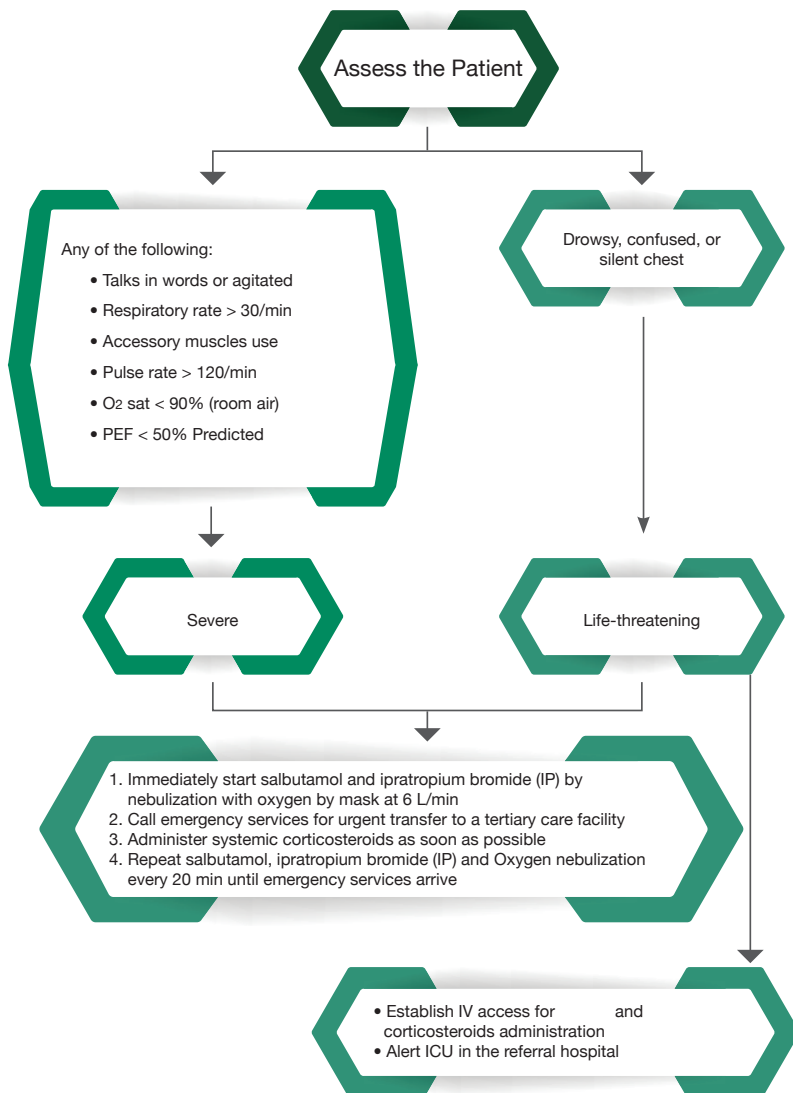 Assess the Patient
Any of the following:
• Talks in words or agitated
• Respiratory rate > 30/min
• Accessory muscles use
• Pulse rate > 120/min
• O2 sat < 90% (room air)
• PEF < 50% Predicted
Drowsy, confused, or
silent chest
Severe
Life-threatening
1. Immediately start salbutamol and ipratropium bromide (IP) by
nebulization with oxygen by mask at 6 L/min
2. Call emergency services for urgent transfer to a tertiary care facility
3. Administer systemic corticosteroids as soon as possible
4. Repeat salbutamol, ipratropium bromide (IP) and Oxygen nebulization
every 20 min until emergency services arrive
• Establish IV access for and
corticosteroids administration
• Alert ICU in the referral hospital